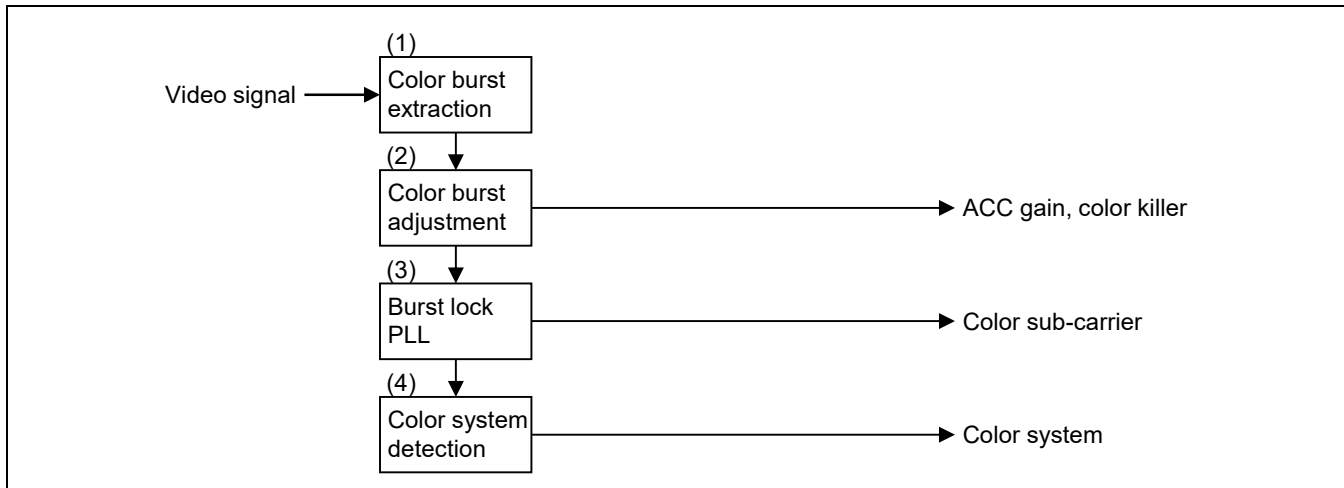 (1)
Color burst
extraction
Video signal
(2)
Color burst
adjustment
ACC gain, color killer
(3)
Burst lock
PLL
Color sub-carrier
(4)
Color system
detection
Color system